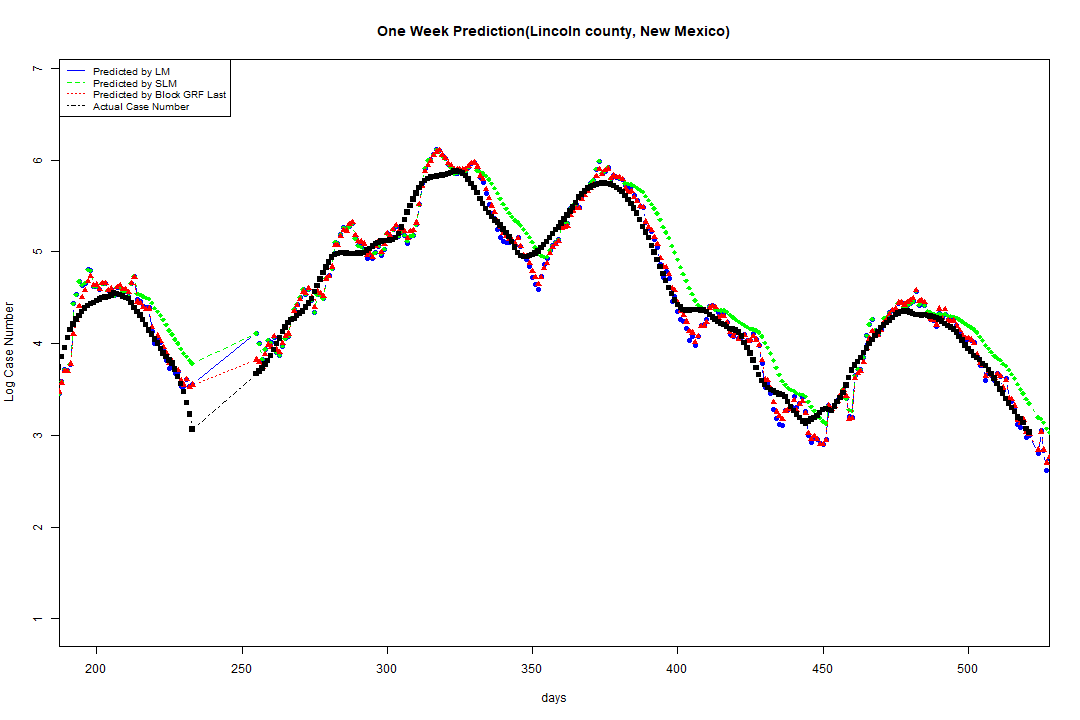 One Week Prediction(Lincoln county, New Mexico)
Predicted by LM
Predicted by SLM
Predicted by Block GRF Last
Actual Case Number
Log Case Number
7
6
5
4
3
2
1
200 250 300 350 400 450 500
days